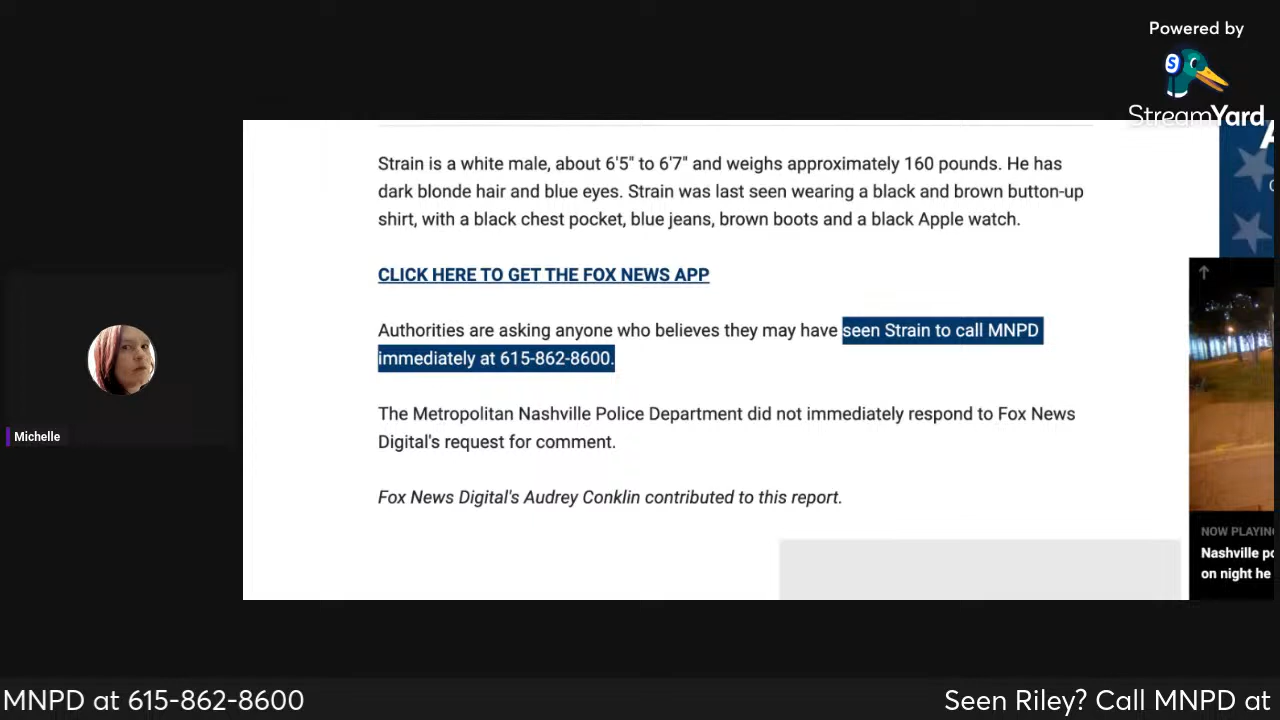 Powered by
StreamYard
Strain is a white male, about 6'5" to 6'7" and weighs approximately 160 pounds. He has
dark blonde hair and blue eyes. Strain was last seen wearing a black and brown button-up
shirt, with a black chest pocket, blue jeans, brown boots and a black Apple watch.
CLICK HERE TO GET THE FOX NEWS APP
Authorities are asking anyone who believes they may have seen Strain to call MNPD
immediately at 615-862-8600.
The Metropolitan Nashville Police Department did not immediately respond to Fox News
Digital's request for comment.
Fox News Digital's Audrey Conklin contributed to this report.
Michelle
NOW PLAYIN
Nashville po
on night he
MNPD at 615-862-8600
Seen Riley? Call MNPD at